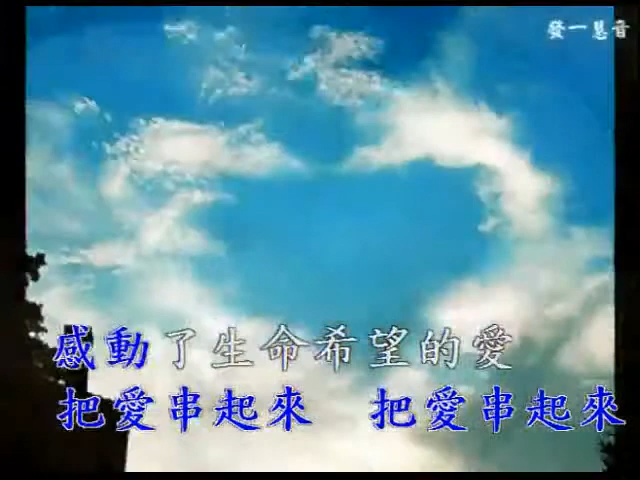 發一慧音
感動了生命希望的愛
把愛串起來 把愛串起來